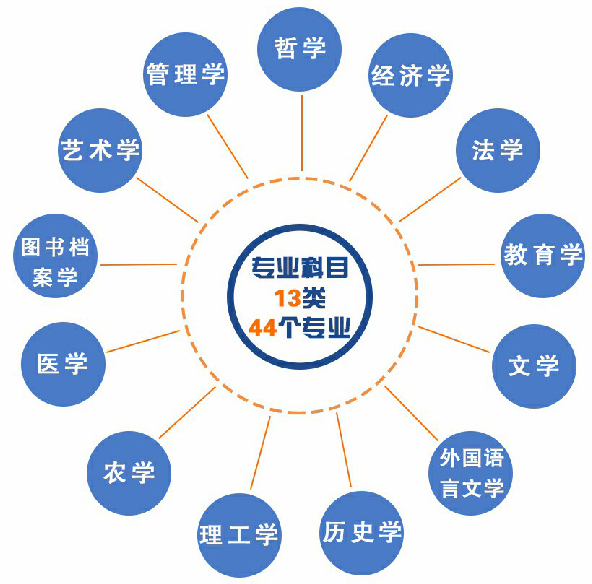 哲学
经济学
法学
教育学
文学
外国语
言文学
历史学
理工学
农学
医学
图书档
案学
艺术学
管理学
专业科目
13类
44个专业